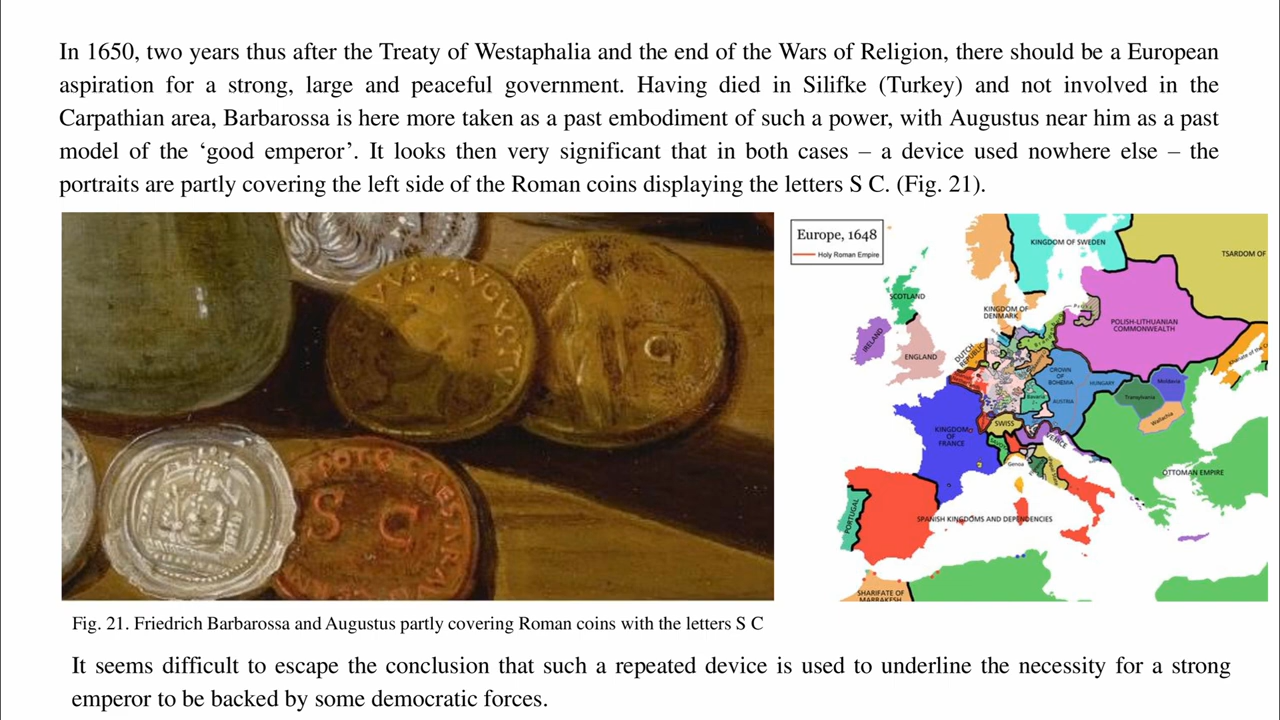 In 1650, two years thus after the Treaty of Westaphalia and the end of the Wars of Religion, there should be a European
aspiration for a strong, large and peaceful government. Having died in Silifke (Turkey) and not involved in the
Carpathian area, Barbarossa is here more taken as a past embodiment of such a power, with Augustus near him as a past
model of the ‘good emperor’. It looks then very significant that in both cases – a device used nowhere else – the
portraits are partly covering the left side of the Roman coins displaying the letters S C. (Fig. 21).
AVGVSTV
C
S C
Europe, 1648
Holy Roman Empire
KINGDOM OF SWEDEN
TSARDOM OF
SCOTLAND
KINGDOM OF
DENMARK
POLISH-LITHUANIAN
COMMONWEALTH
IRELAND
ENGLAND
DUTCH
REPUBLIC
CROWN
OF
BOHEMIA
HUNGARY
Moldavia
Transylvania
Bavaria
AUSTRIA
Wallachia
SWISS
KINGDOM
OF
FRANCE
VENICE
SAVOY
Genoa
OTTOMAN EMPIRE
PORTUGAL
SPANISH KINGDOMS AND DEPENDENCIES
SHARIFATE OF
MARRAKESH
Fig. 21. Friedrich Barbarossa and Augustus partly covering Roman coins with the letters S C
It seems difficult to escape the conclusion that such a repeated device is used to underline the necessity for a strong
emperor to be backed by some democratic forces.